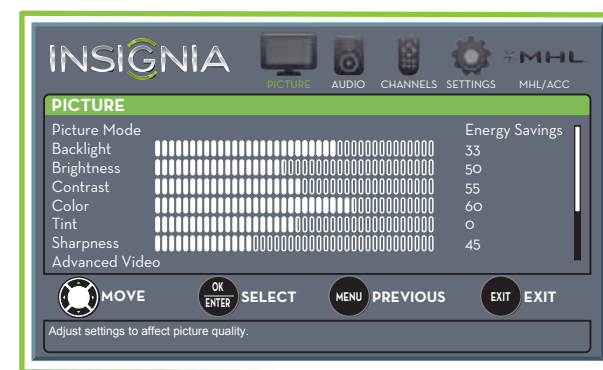 INSIGNIA
MHL
PICTURE AUDIO CHANNELS SETTINGS MHL/ACC
PICTURE
Picture Mode Energy Savings
Backlight 33
Brightness 50
Contrast 55
Color 60
Tint 0
Sharpness 45
Advanced Video
MOVE OK ENTER SELECT MENU PREVIOUS EXIT EXIT
Adjust settings to affect picture quality.